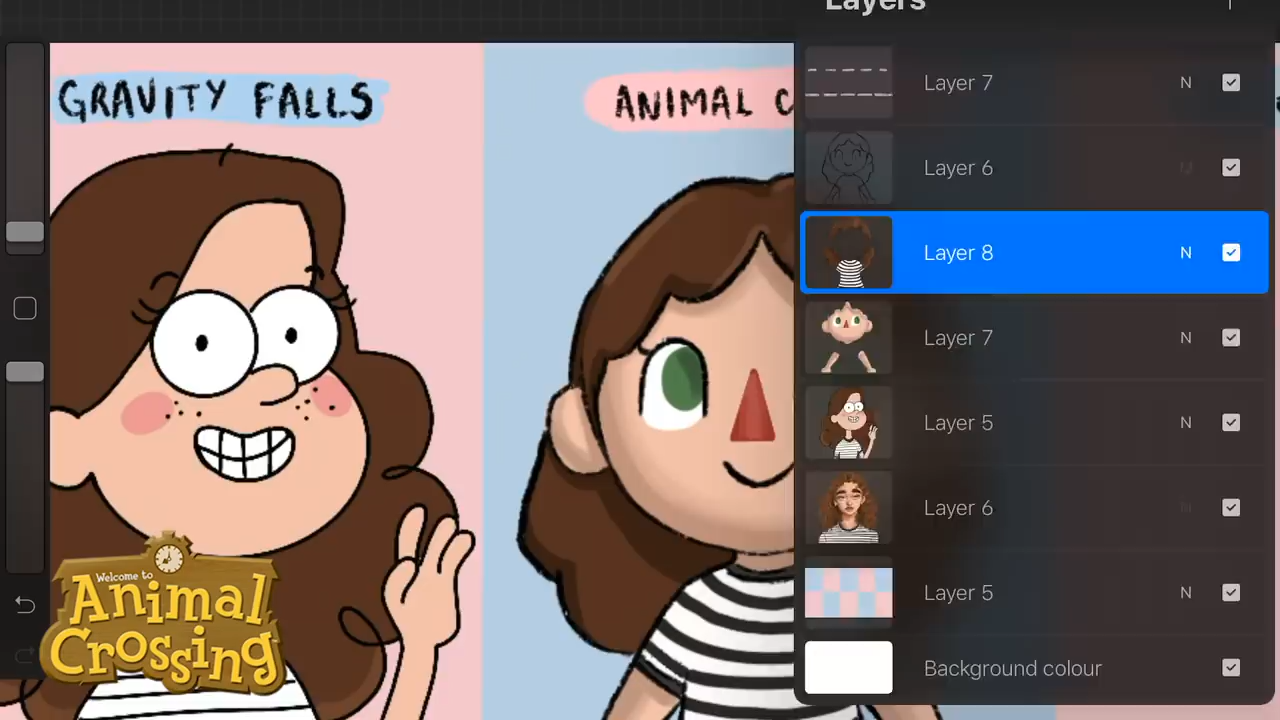 Layers
GRAVITY FALLS
ANIMAL C
Layer 7 N
Layer 6
Layer 8 N
Layer 7 N
Layer 5 N
Layer 6
Layer 5 N
Background colour
Welcome to
Animal
Crossing